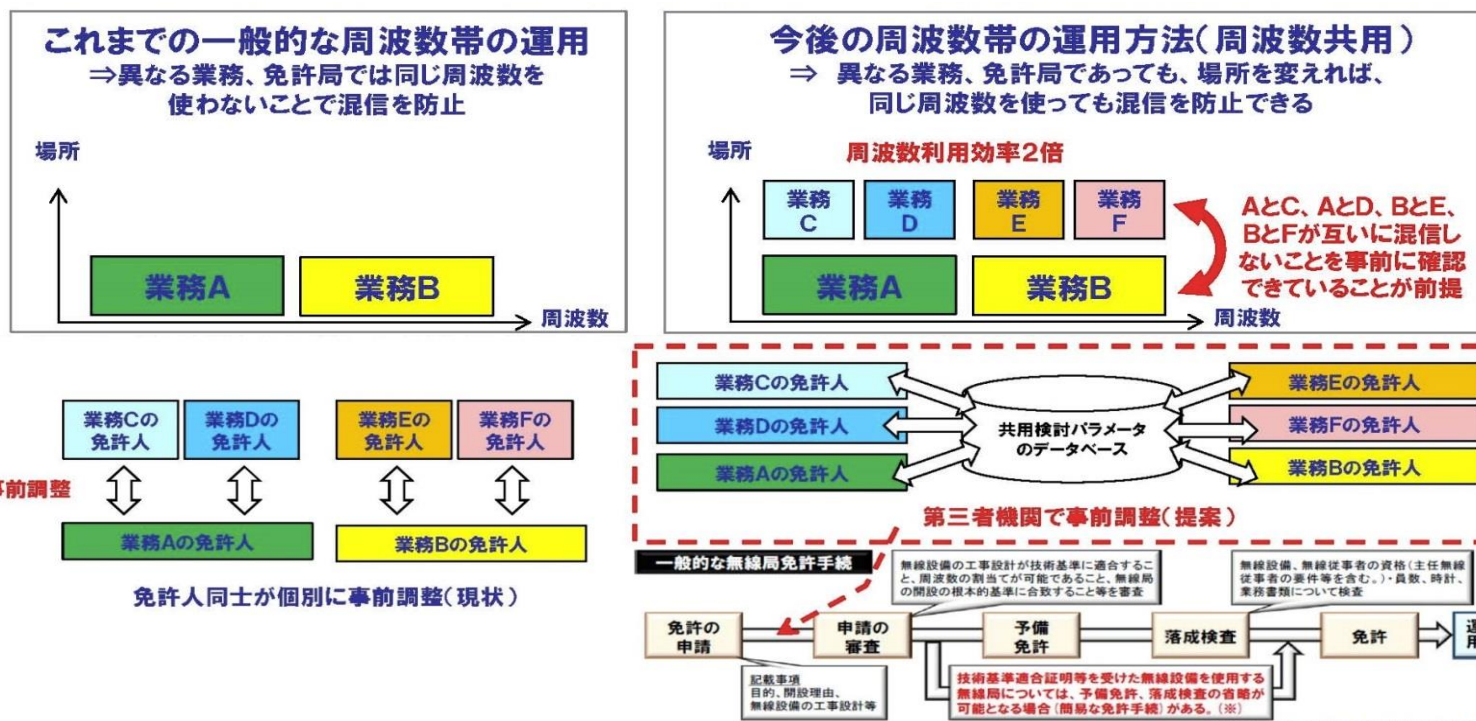 これまでの一般的な周波数帯の運用
⇒異なる業務、免許局では同じ周波数を
使わないことで混信を防止
場所
業務A
業務B
周波数
今後の周波数帯の運用方法(周波数共用)
⇒ 異なる業務、免許局であっても、場所を変えれば、
同じ周波数を使っても混信を防止できる
場所
周波数利用効率2倍
業務
C
業務
D
業務
E
業務
F
業務A
業務B
周波数
AとC、AとD、BとE、
BとFが互いに混信し
ないことを事前に確認
できていることが前提
業務Cの
免許人
業務Dの
免許人
業務Eの
免許人
業務Fの
免許人
事前調整
業務Aの免許人
業務Bの免許人
免許人同士が個別に事前調整(現状)
業務Cの免許人
業務Dの免許人
業務Aの免許人
共用検討パラメータ
のデータベース
業務Eの免許人
業務Fの免許人
業務Bの免許人
第三者機関で事前調整(提案)
一般的な無線局免許手続
無線設備の工事設計が技術基準に適合するこ
と、周波数の割当てが可能であること、無線局
の開設の根本的基準に合致すること等を審査
無線設備、無線従事者の資格(主任無線
従事者の要件等を含む。)・員数、時計、
業務書類について検査
免許の
申請
申請の
審査
予備
免許
落成検査
免許
運
用
記載事項
目的、開設理由、
無線設備の工事設計等
技術基準適合証明等を受けた無線設備を使用する
無線局については、予備免許、落成検査の省略が
可能となる場合(簡易な免許手続)がある。(※)